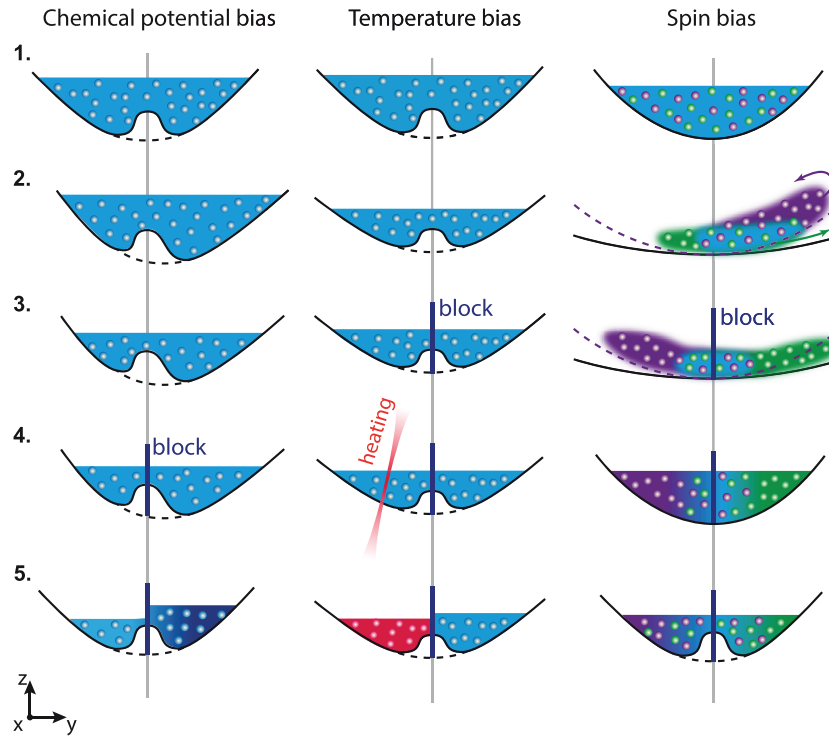 Chemical potential bias
Temperature bias
Spin bias
1.
2.
3.
block
block
4.
block
heating
5.
z
x
y